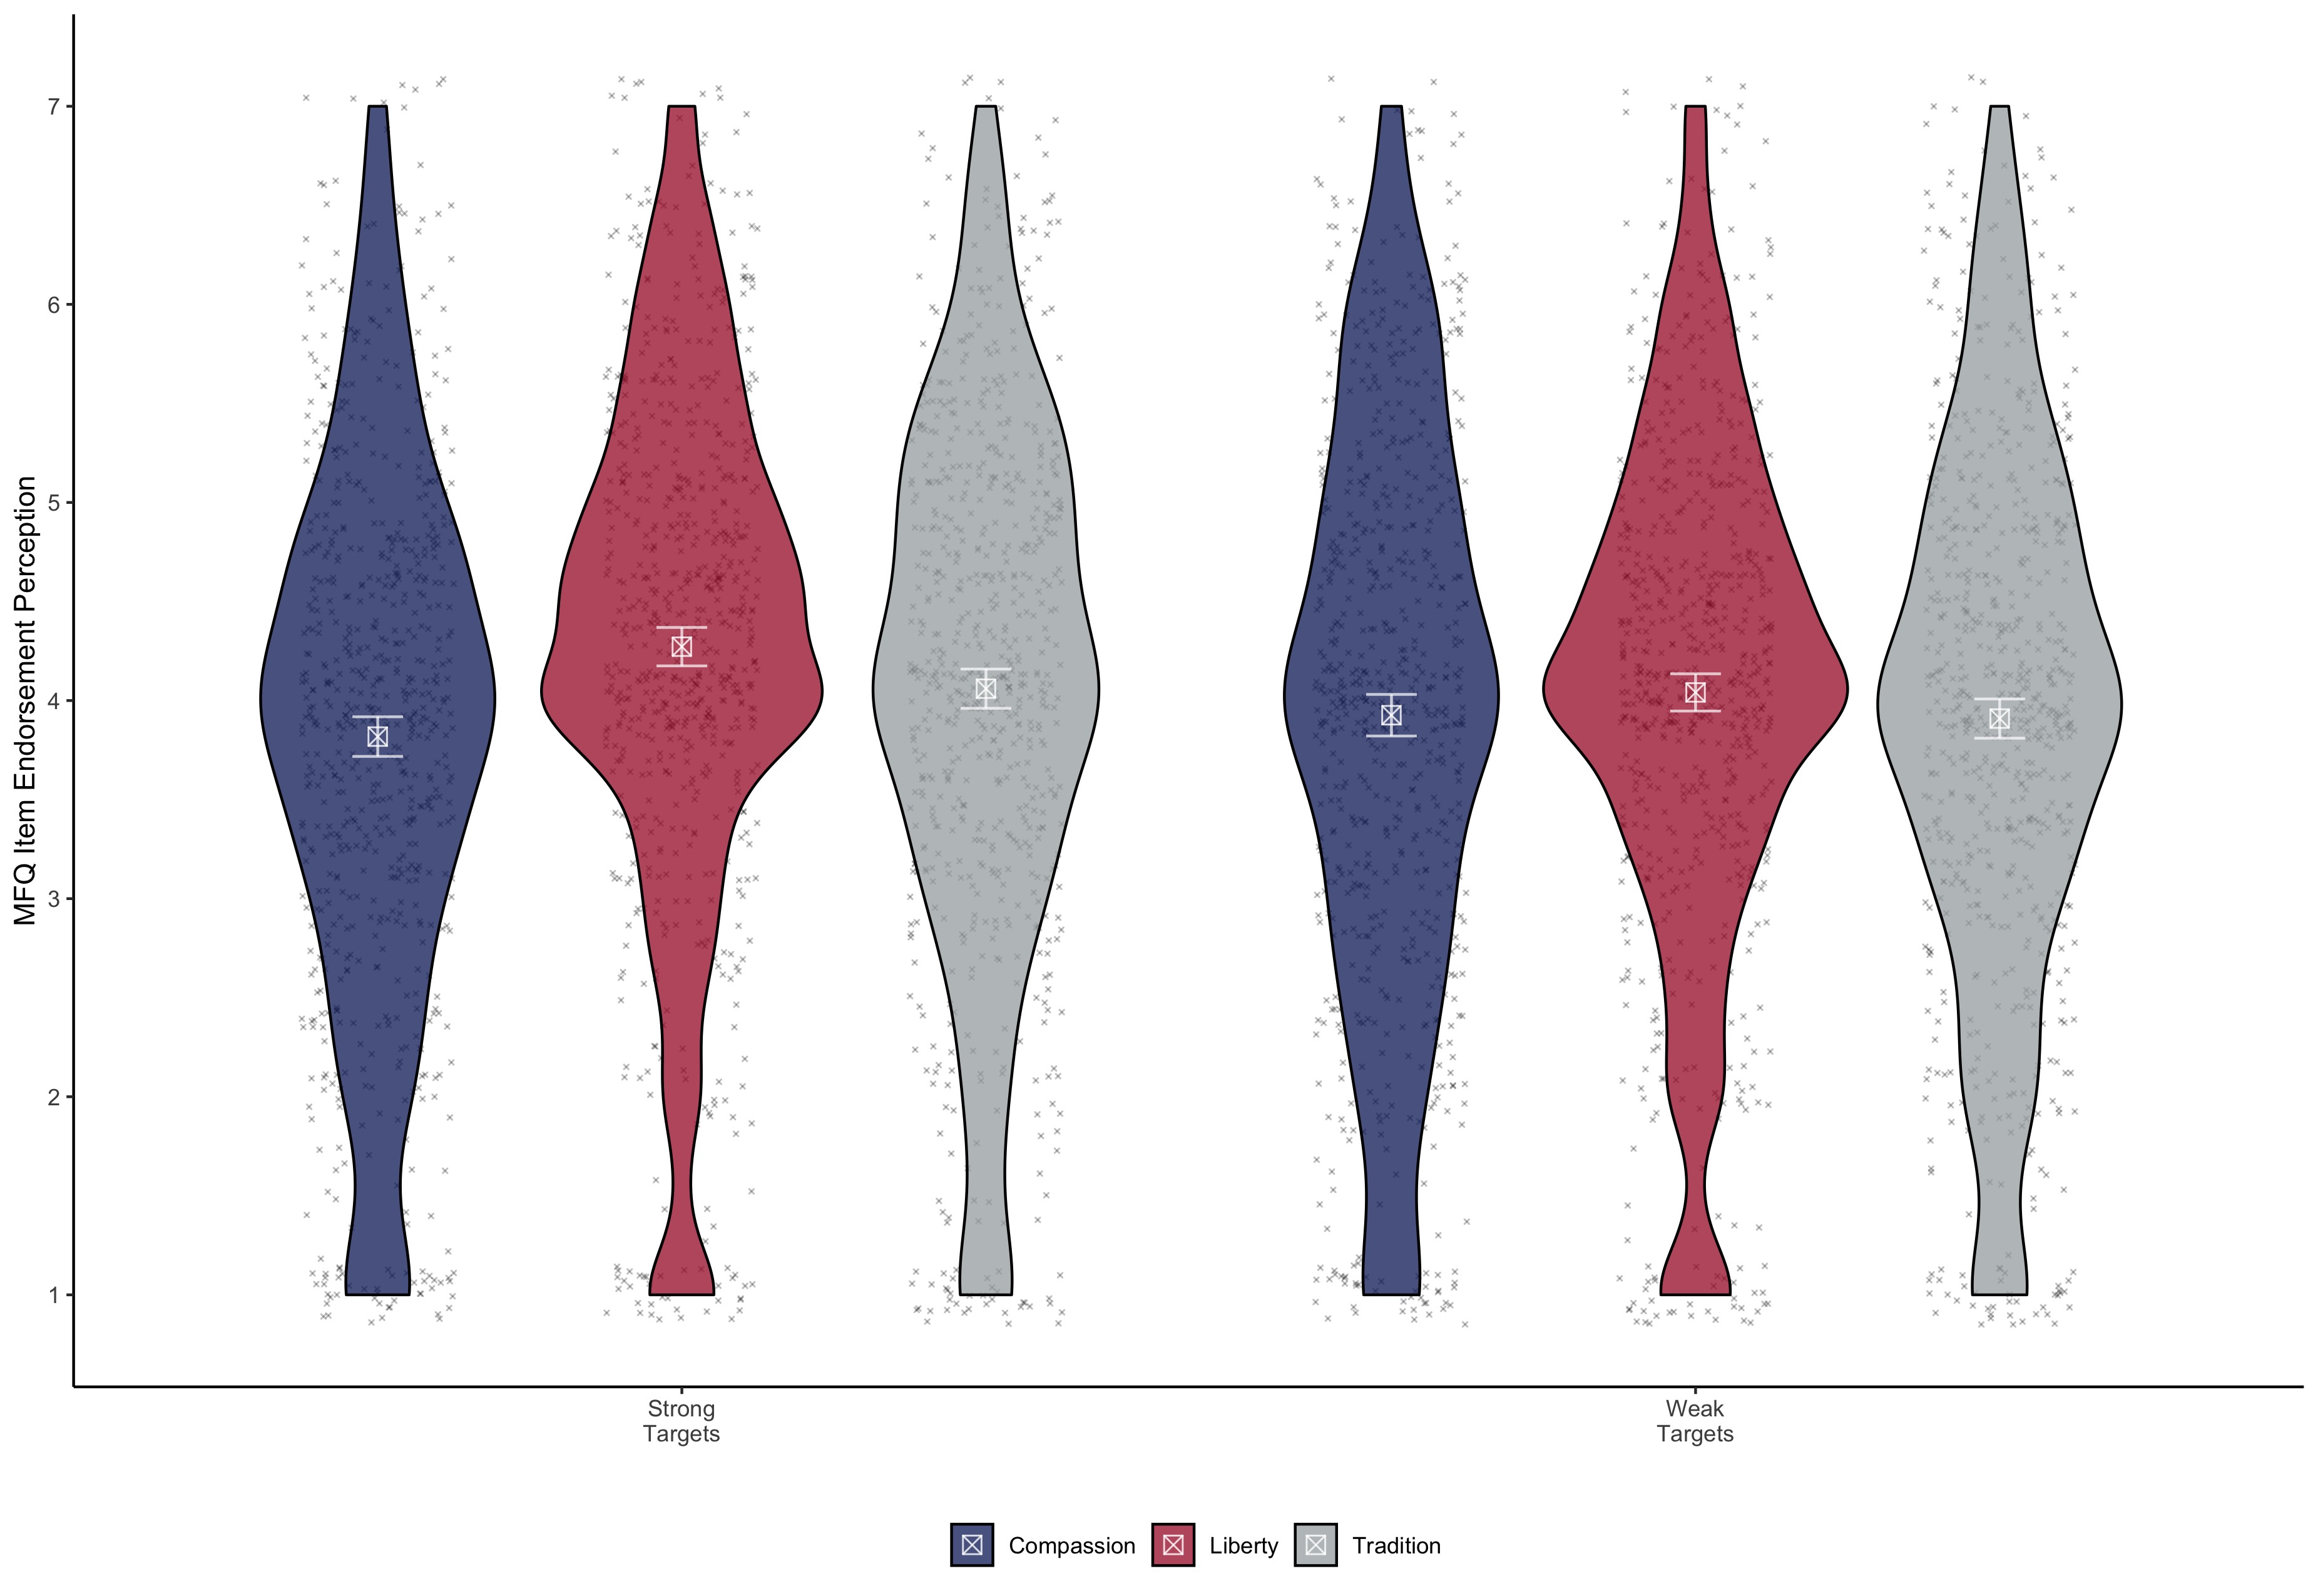 MFQ Item Endorsement Perception
7
6
5
4
3
2
1
Strong
Targets
Weak
Targets
Compassion
Liberty
Tradition